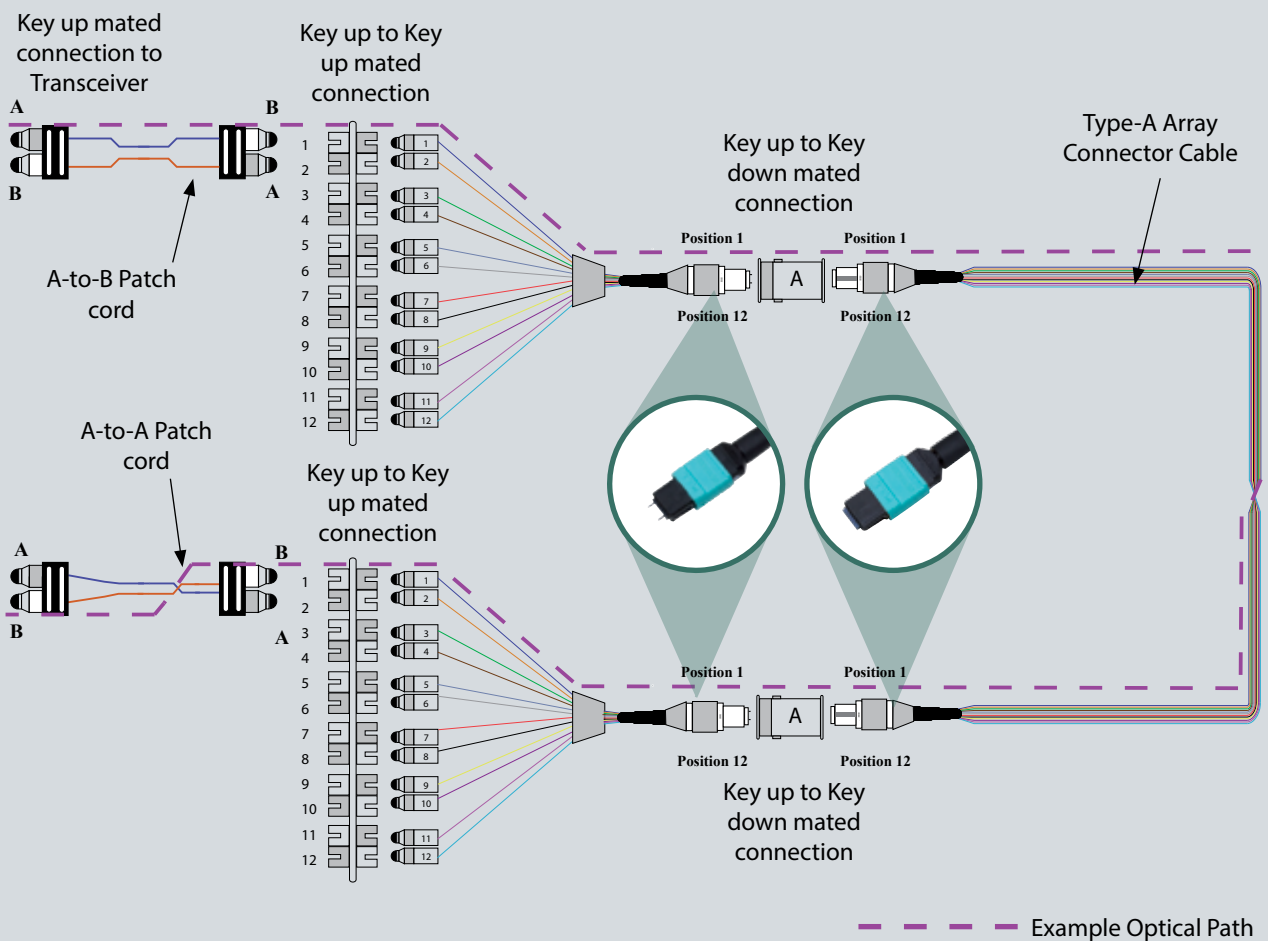 Key up mated
connection to
Transceiver
A
B
B
A
A-to-B Patch
cord
Key up to Key
up mated
connection
1
2
3
4
5
6
7
8
9
10
11
12
1
2
3
4
5
6
7
8
9
10
11
12
Key up to Key
down mated
connection
Position 1
Position 12
A
Position 1
Position 12
Type-A Array
Connector Cable
A-to-A Patch
cord
A
B
B
A
Key up to Key
up mated
connection
1
2
3
4
5
6
7
8
9
10
11
12
1
2
3
4
5
6
7
8
9
10
11
12
Position 1
Position 12
A
Position 1
Position 12
Key up to Key
down mated
connection
Example Optical Path